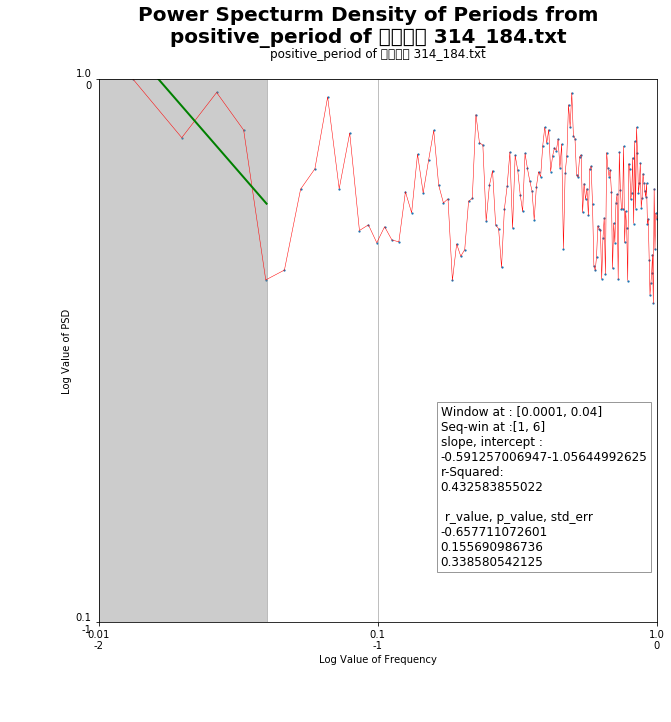 Power Specturm Density of Periods from
positive_period of 314_184.txt
positive_period of 314_184.txt
1.0
0
Log Value of PSD
Window at : [0.0001, 0.04]
Seq-win at :[1, 6]
slope, intercept :
-0.591257006947-1.05644992625
r-Squared:
0.432583855022
r_value, p_value, std_err
-0.657711072601
0.155690986736
0.338580542125
0.1
-1
0.01
-2
0.1
-1
1.0
0
Log Value of Frequency